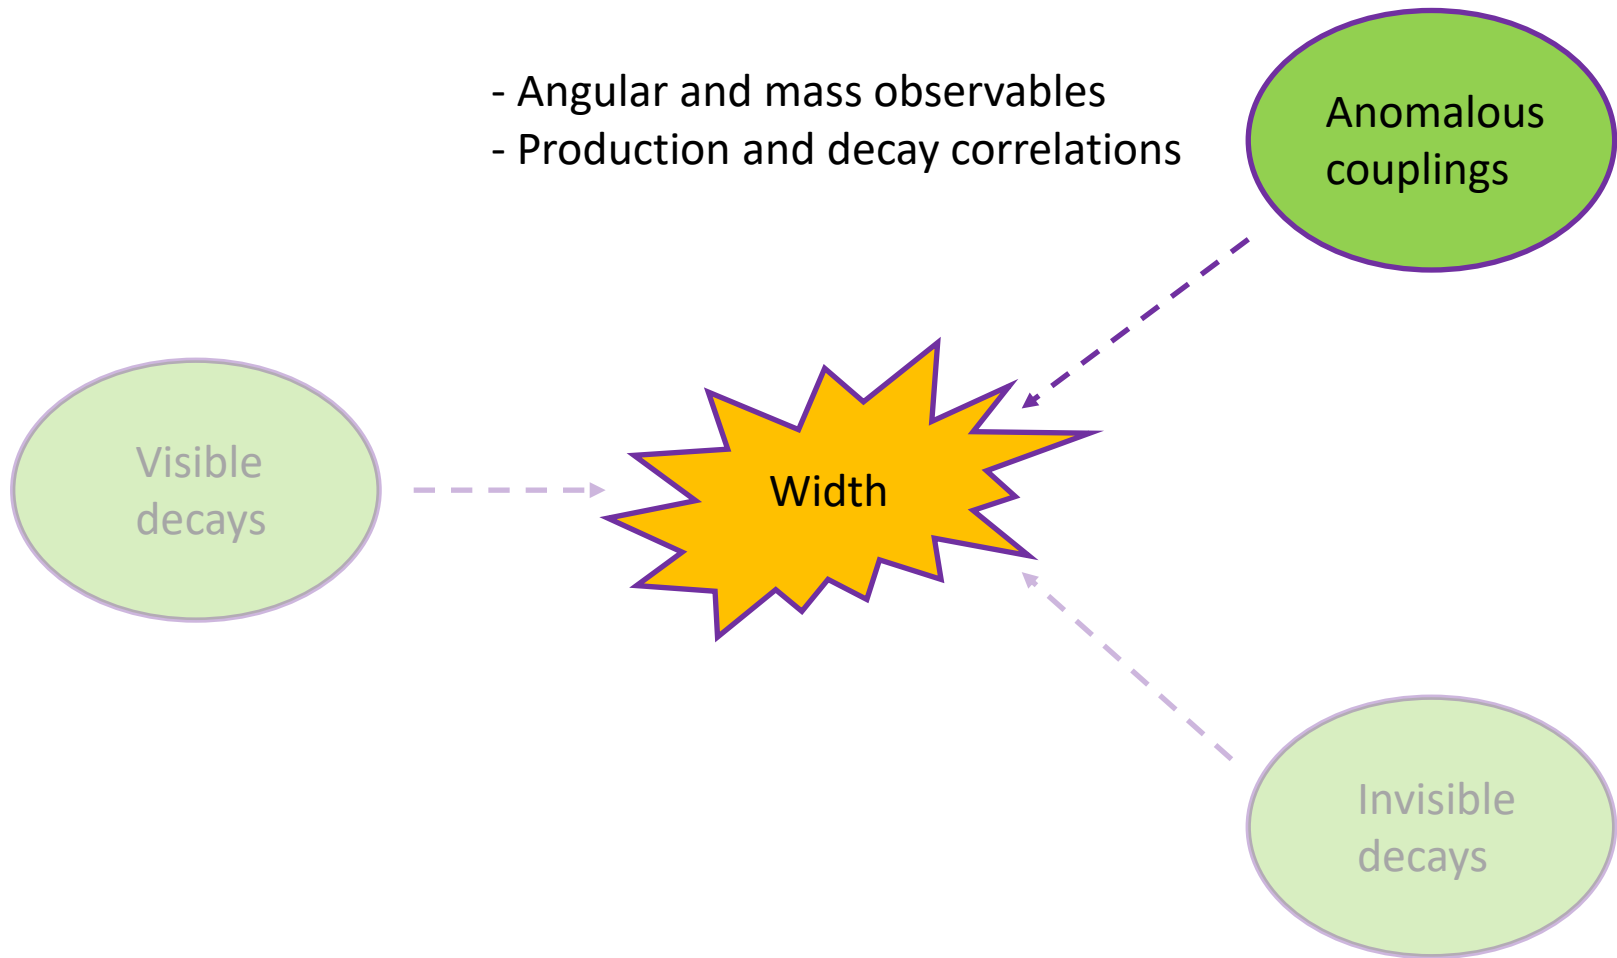 - Angular and mass observables
- Production and decay correlations
Anomalous
couplings
Visible
decays
Width
Invisible
decays